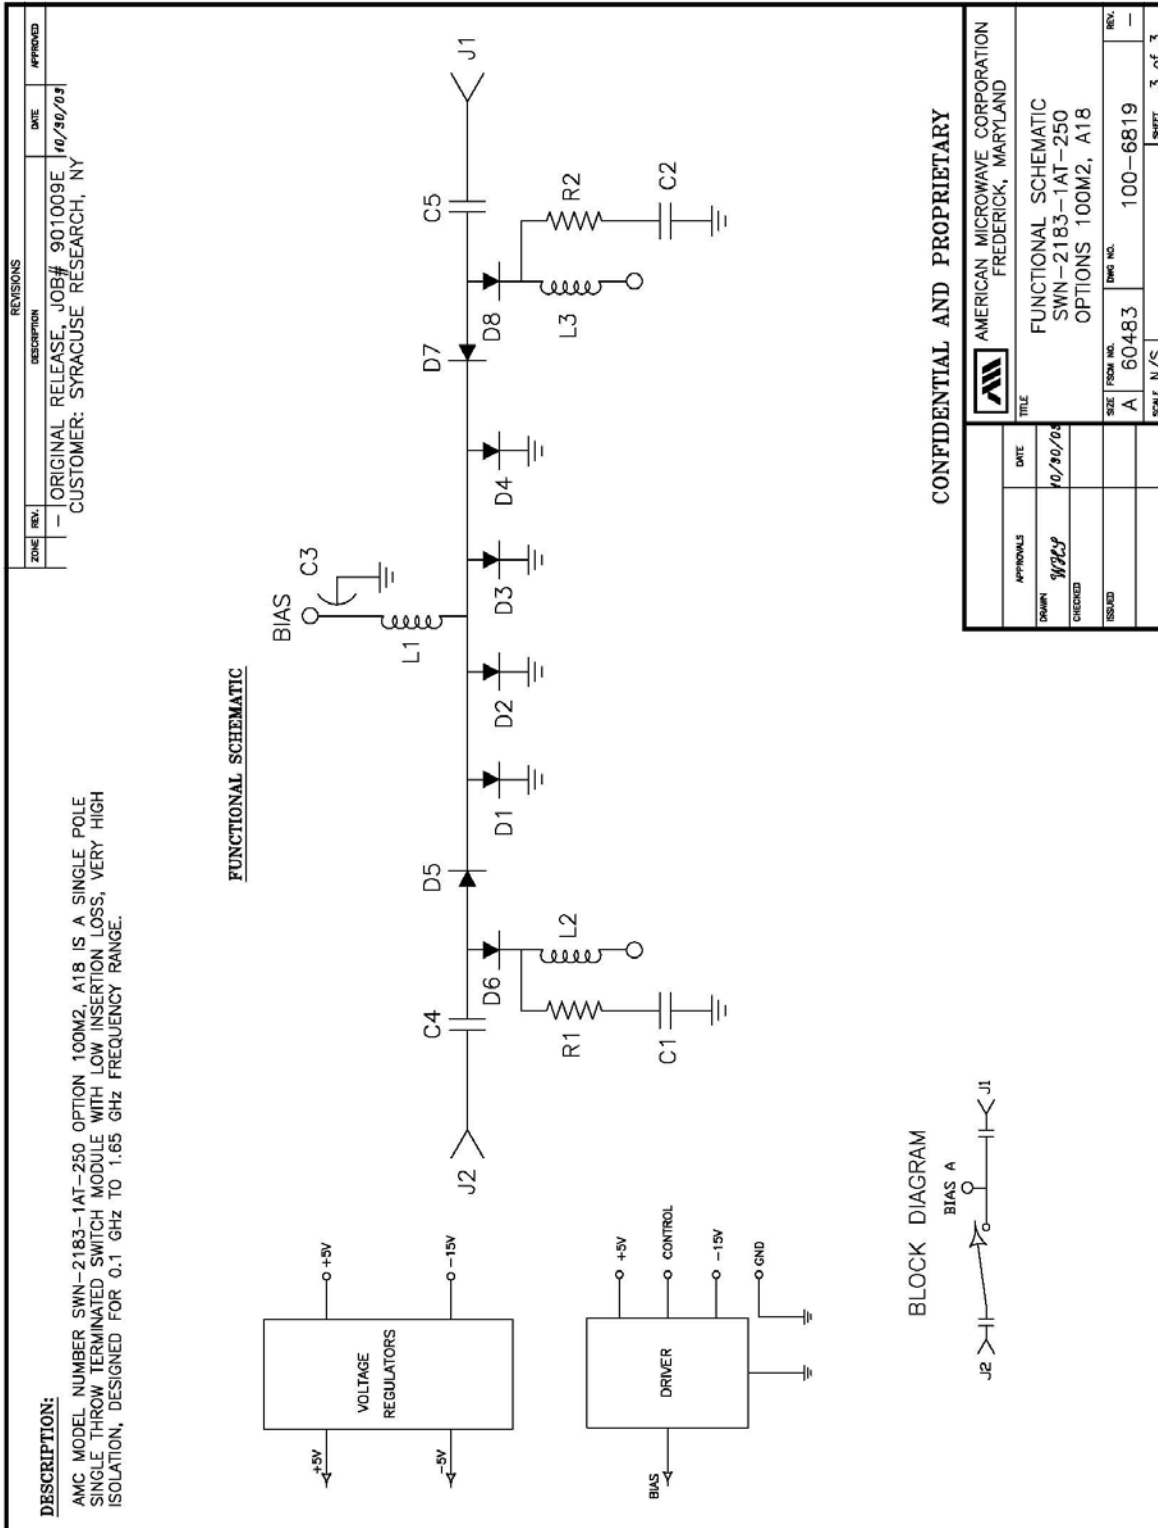 REVISIONS
ZONE REV. DESCRIPTION DATE APPROVED
– ORIGINAL RELEASE, JOB# 901009E 10/30/03
CUSTOMER: SYRACUSE RESEARCH, NY
DESCRIPTION:
AMC MODEL NUMBER SWN-2183-1AT-250 OPTION 100M2, A18 IS A SINGLE POLE
SINGLE THROW TERMINATED SWITCH MODULE WITH LOW INSERTION LOSS, VERY HIGH
ISOLATION, DESIGNED FOR 0.1 GHz TO 1.65 GHz FREQUENCY RANGE.
FUNCTIONAL SCHEMATIC
BIAS
C3
L1
J2
C4
D5
D7
C5
J1
D6
D1
D2
D3
D4
D8
R1
L2
L3
R2
C1
C2
+5V
-5V
VOLTAGE
REGULATORS
+5V
-15V
BIAS
DRIVER
+5V
CONTROL
-15V
GND
BLOCK DIAGRAM
BIAS A
J2
J1
CONFIDENTIAL AND PROPRIETARY
APPROVALS DATE
DRAWN WHS 10/30/03
CHECKED
ISSUED
AMERICAN MICROWAVE CORPORATION
FREDERICK, MARYLAND
TITLE
FUNCTIONAL SCHEMATIC
SWN-2183-1AT-250
OPTIONS 100M2, A18
SIZE FSCM NO. DWG NO. REV.
A 60483 100-6819 –
SCALE N/S SHEET 3 of 3